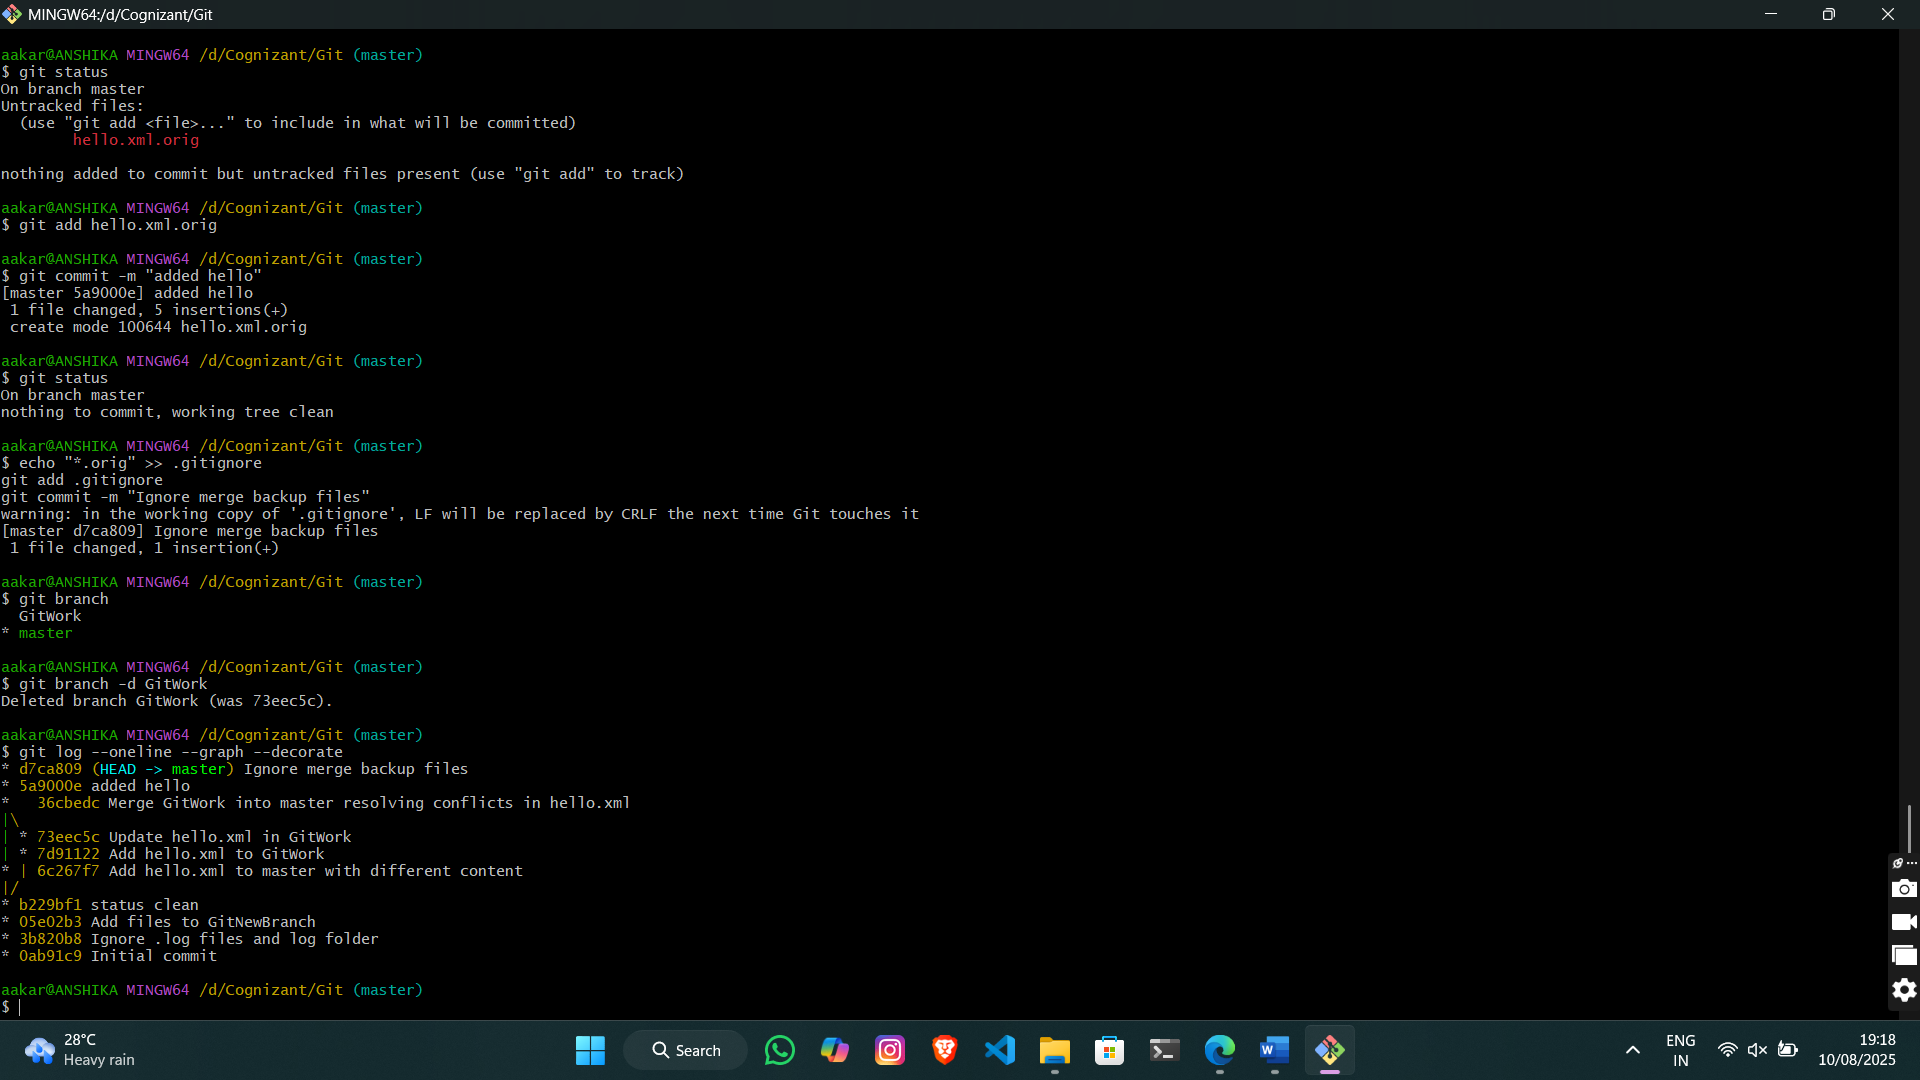 MINGW64:/d/Cognizant/Git
aakar@ANSHIKA MINGW64 /d/Cognizant/Git (master)
$ git status
On branch master
Untracked files:
  (use "git add <file>..." to include in what will be committed)
        hello.xml.orig
nothing added to commit but untracked files present (use "git add" to track)
aakar@ANSHIKA MINGW64 /d/Cognizant/Git (master)
$ git add hello.xml.orig
aakar@ANSHIKA MINGW64 /d/Cognizant/Git (master)
$ git commit -m "added hello"
[master 5a9000e] added hello
 1 file changed, 5 insertions(+)
 create mode 100644 hello.xml.orig
aakar@ANSHIKA MINGW64 /d/Cognizant/Git (master)
$ git status
On branch master
nothing to commit, working tree clean
aakar@ANSHIKA MINGW64 /d/Cognizant/Git (master)
$ echo "*.orig" >> .gitignore
git add .gitignore
git commit -m "Ignore merge backup files"
warning: in the working copy of '.gitignore', LF will be replaced by CRLF the next time Git touches it
[master d7ca809] Ignore merge backup files
 1 file changed, 1 insertion(+)
aakar@ANSHIKA MINGW64 /d/Cognizant/Git (master)
$ git branch
  GitWork
* master
aakar@ANSHIKA MINGW64 /d/Cognizant/Git (master)
$ git branch -d GitWork
Deleted branch GitWork (was 73eec5c).
aakar@ANSHIKA MINGW64 /d/Cognizant/Git (master)
$ git log --oneline --graph --decorate
* d7ca809 (HEAD -> master) Ignore merge backup files
* 5a9000e added hello
*   36cbedc Merge GitWork into master resolving conflicts in hello.xml
|\
| * 73eec5c Update hello.xml in GitWork
| * 7d91122 Add hello.xml to GitWork
* | 6c267f7 Add hello.xml to master with different content
|/
* b229bf1 status clean
* 05e02b3 Add files to GitNewBranch
* 3b820b8 Ignore .log files and log folder
* 0ab91c9 Initial commit
aakar@ANSHIKA MINGW64 /d/Cognizant/Git (master)
$
28°C
Heavy rain
Search
ENG
IN
19:18
10/08/2025